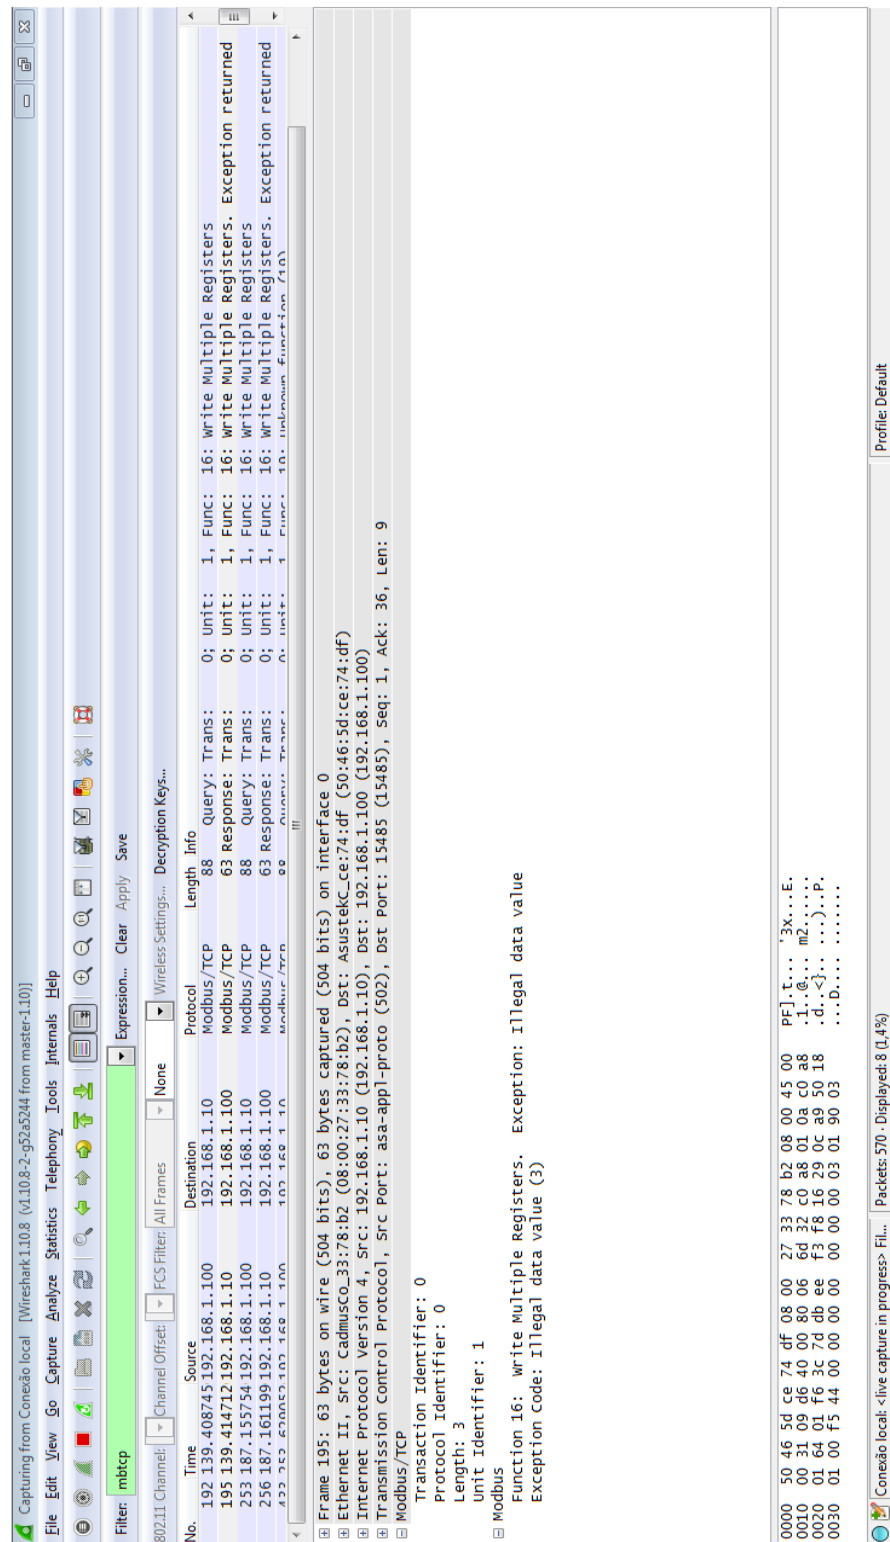 Capturing from Conexão local   [Wireshark 1.10.8  (v1.10.8-2-g52a5244 from master-1.10)]
File  Edit  View  Go  Capture  Analyze  Statistics  Telephony  Tools  Internals  Help
Filter:  mbtcp  Expression...  Clear  Apply  Save
802.11 Channel:  Channel Offset:  FCS Filter:  All Frames  None  Wireless Settings...  Decryption Keys...
No.  Time  Source  Destination  Protocol  Length  Info
192 139.408745 192.168.1.100  192.168.1.10  Modbus/TCP  88  Query: Trans:  0; Unit:  1, Func:  16: Write Multiple Registers
195 139.414712 192.168.1.10  192.168.1.100  Modbus/TCP  63 Response: Trans:  0; Unit:  1, Func:  16: Write Multiple Registers.  Exception returned
253 187.155754 192.168.1.100  192.168.1.10  Modbus/TCP  88  Query: Trans:  0; Unit:  1, Func:  16: Write Multiple Registers
256 187.161199 192.168.1.10  192.168.1.100  Modbus/TCP  63 Response: Trans:  0; Unit:  1, Func:  16: Write Multiple Registers.  Exception returned
Frame 195: 63 bytes on wire (504 bits), 63 bytes captured (504 bits) on interface 0
Ethernet II, Src: CadmusCo_33:78:b2 (08:00:27:33:78:b2), Dst: AsustekC_ce:74:df (50:46:5d:ce:74:df)
Internet Protocol Version 4, Src: 192.168.1.10 (192.168.1.10), Dst: 192.168.1.100 (192.168.1.100)
Transmission Control Protocol, Src Port: asa-appl-proto (502), Dst Port: 15485 (15485), Seq: 1, Ack: 36, Len: 9
Modbus/TCP
Transaction Identifier: 0
Protocol Identifier: 0
Length: 3
Unit Identifier: 1
Modbus
Function 16:  Write Multiple Registers.  Exception: Illegal data value
Exception Code: Illegal data value (3)
0000  50 46 5d ce 74 df 08 00  27 33 78 b2 08 00 45 00  PF].t... '3x...E.
0010  00 31 09 d6 40 00 80 06  6d 32 c0 a8 01 0a c0 a8  .1..@... m2......
0020  01 64 01 f6 3c 7d db ee  f3 f8 16 29 0c a9 50 18  .d..<}.. ...)..P.
0030  01 00 f5 44 00 00 00 00  00 00 00 03 01 90 03  ...D.... .......
Conexão local: <live capture in progress> Fil...  Packets: 570 · Displayed: 8 (1,4%)  Profile: Default